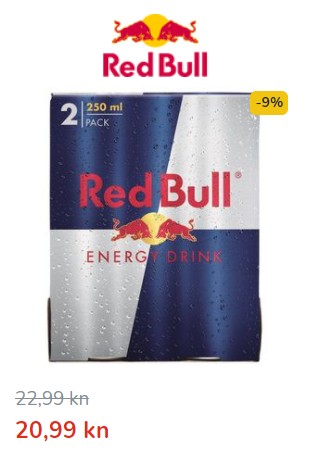 Red Bull
-9%
2 250 ml
PACK
Red Bull®
ENERGY DRINK
22,99 kn
20,99 kn